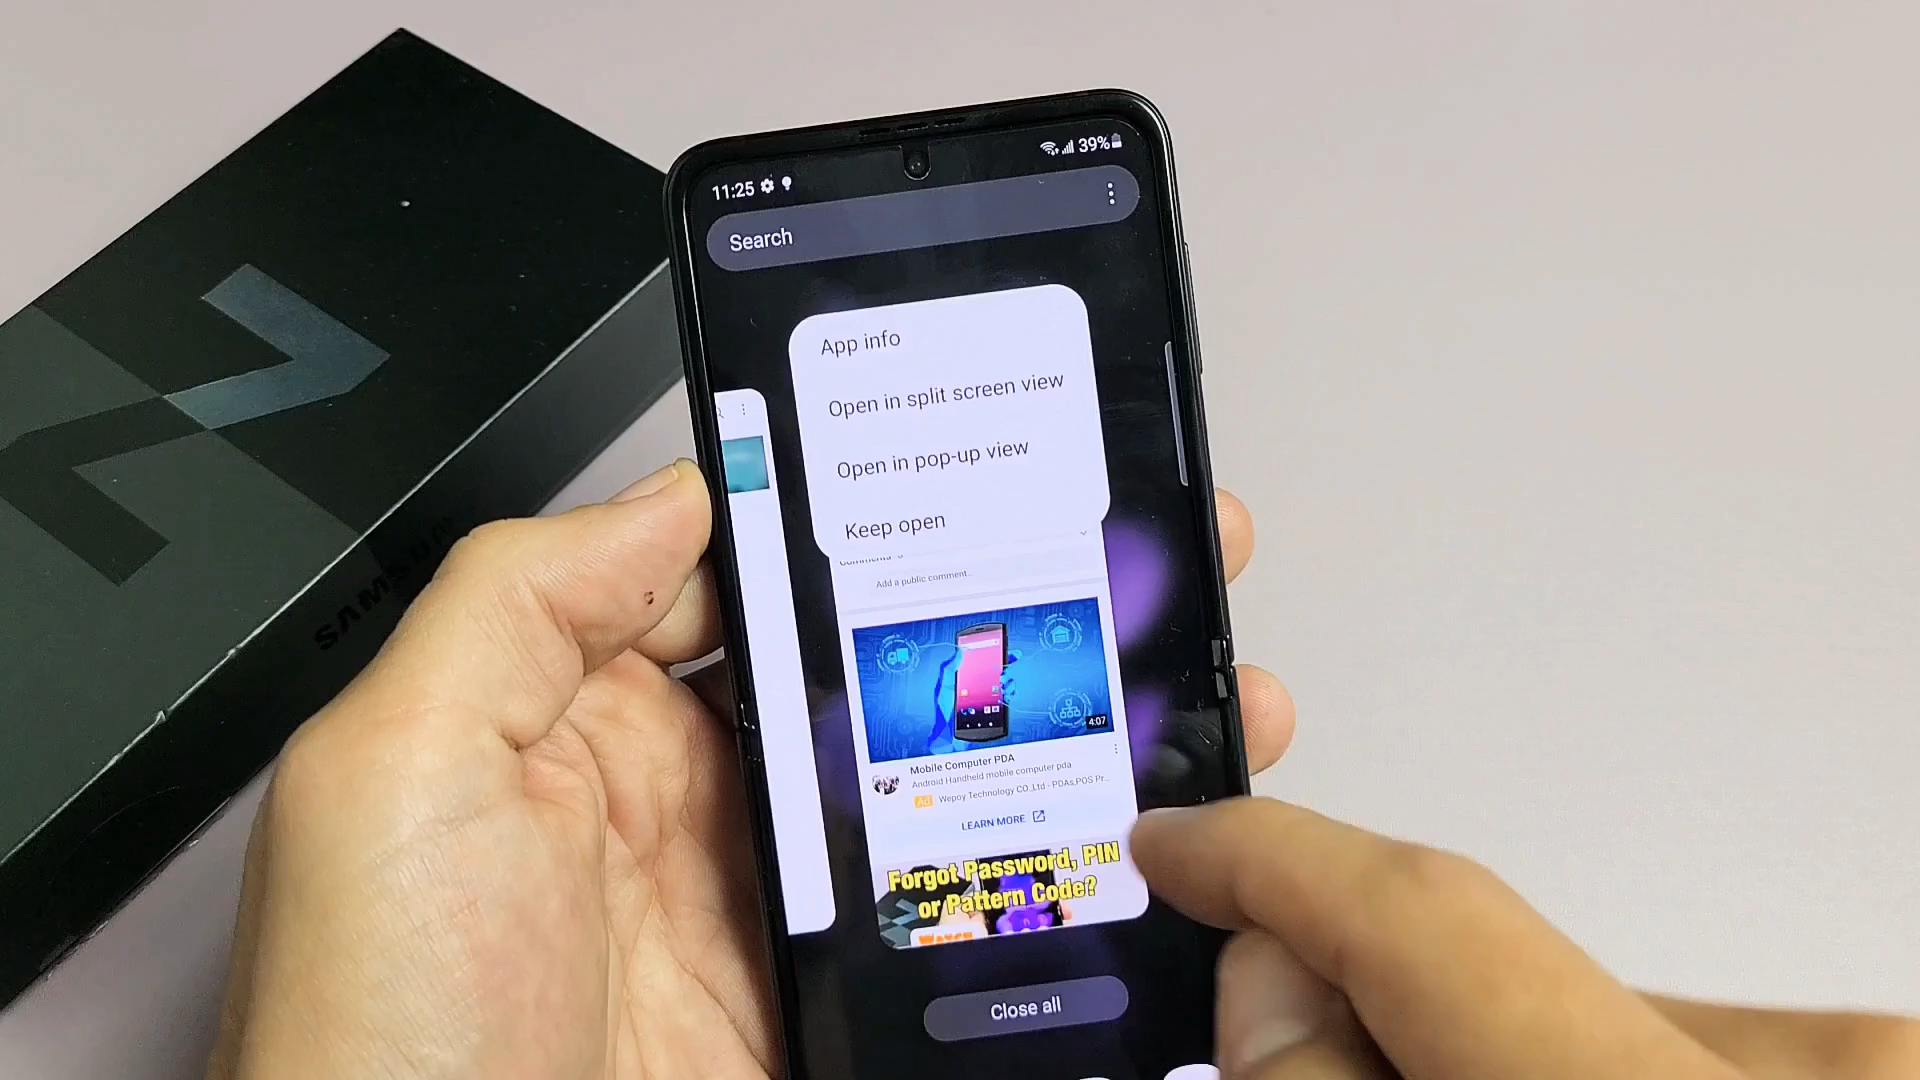 SAMSUNG
11:25
39%
Search
App info
Open in split screen view
Open in pop-up view
Keep open
Add a public comment...
4:07
Mobile Computer PDA
Android Handheld mobile computer pda
Ad Wepoy Technology CO.,Ltd - PDAs,POS Pr...
LEARN MORE
Forgot Password, PIN
or Pattern Code?
WATCH
Close all